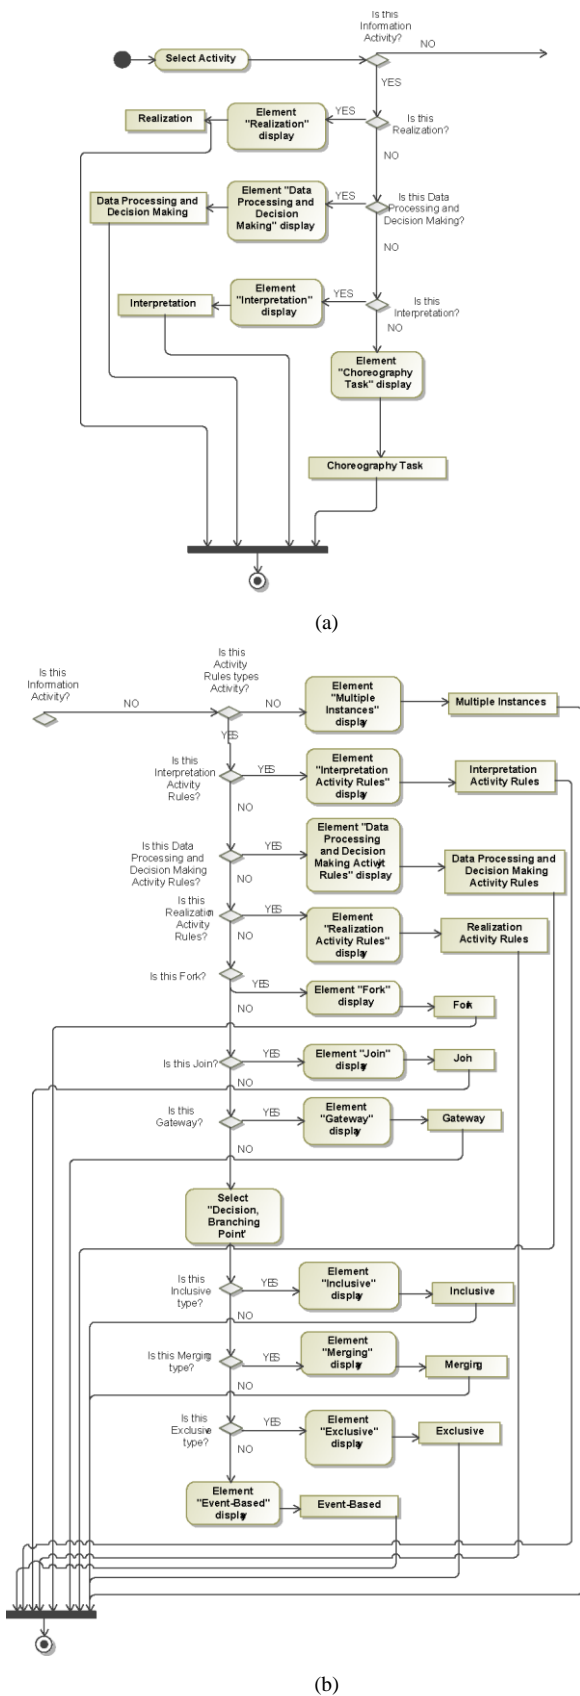 Is this
Information
Activity?
NO
Select Activity
YES
Realization
Element
"Realization"
display
YES
Is this
Realization?
NO
Data Processing and
Decision Making
Element "Data
Processing and
Decision
Making" display
YES
Is this Data
Processing and
Decision Making?
NO
Interpretation
Element
"Interpretation"
display
YES
Is this
Interpretation?
NO
Element
"Choreography
Task" display
Choreography Task
(a)
Is this
Information
Activity?
NO
Is this
Activity
Rules types
Activity?
NO
Element
"Multiple
Instances"
display
Multiple Instances
YES
Is this
Interpretation
Activity
Rules?
YES
Element
"Interpretation
Activity Rules"
display
Interpretation
Activity Rules
NO
Is this Data
Processing and
Decision Making
Activity Rules?
YES
Element "Data
Processing and
Decision
Making Activity
Rules" display
Data Processing and
Decision Making
Activity Rules
NO
Is this
Realization
Activity
Rules?
YES
Element
"Realization
Activity Rules"
display
Realization
Activity Rules
NO
Is this Fork?
YES
Element "Fork"
display
Fork
NO
Is this Join?
YES
Element "Join"
display
Join
NO
Is this
Gateway?
YES
Element
"Gateway"
display
Gateway
NO
Select
"Decision,
Branching
Point"
Is this
Inclusive
type?
YES
Element
"Inclusive"
display
Inclusive
NO
Is this Merging
type?
YES
Element
"Merging"
display
Merging
NO
Is this
Exclusive
type?
YES
Element
"Exclusive"
display
Exclusive
NO
Element
"Event-Based"
display
Event-Based
(b)